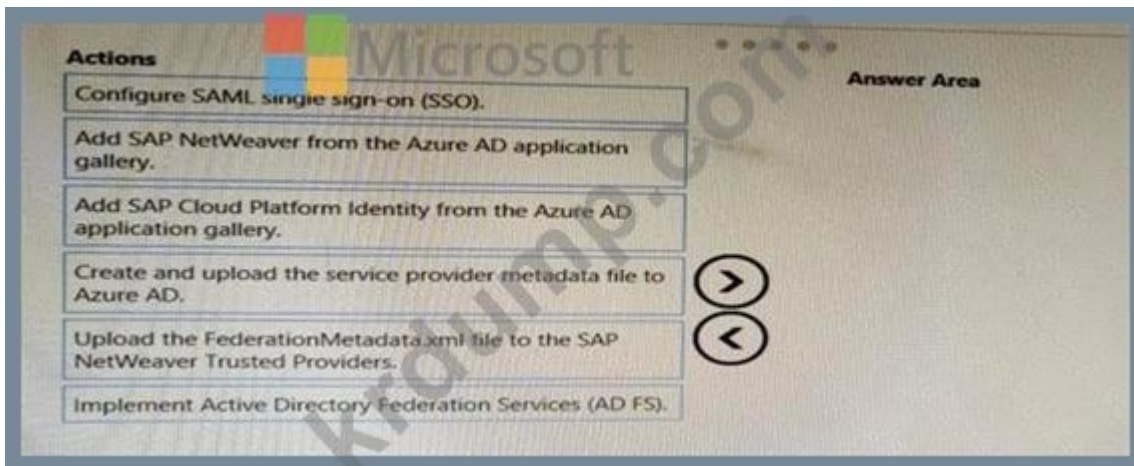 Microsoft
Actions
Answer Area
Configure SAML single sign-on (SSO).
Add SAP NetWeaver from the Azure AD application
gallery.
Add SAP Cloud Platform Identity from the Azure AD
application gallery.
Create and upload the service provider metadata file to
Azure AD.
Upload the FederationMetadata.xml file to the SAP
NetWeaver Trusted Providers.
Implement Active Directory Federation Services (AD FS).
krdump.com